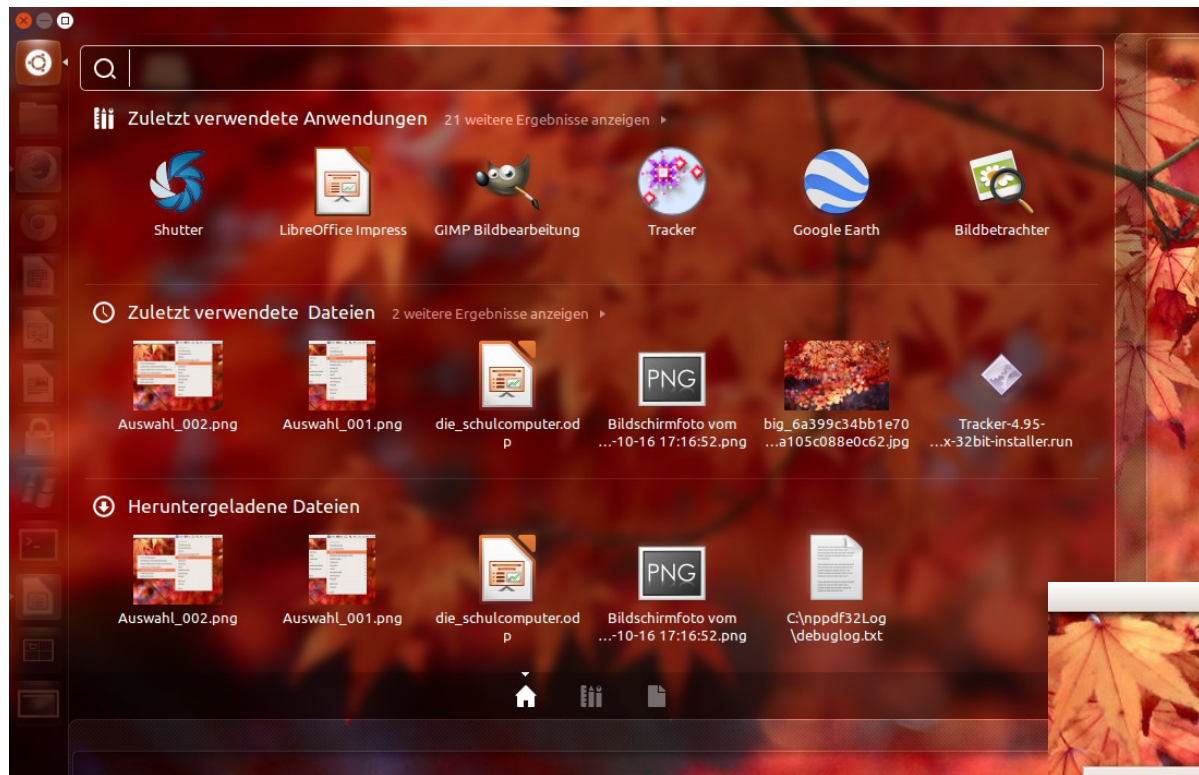 Zuletzt verwendete Anwendungen 21 weitere Ergebnisse anzeigen
Shutter LibreOffice Impress GIMP Bildbearbeitung Tracker Google Earth Bildbetrachter
Zuletzt verwendete Dateien 2 weitere Ergebnisse anzeigen
Auswahl_002.png Auswahl_001.png die_schulcomputer.od Bildschirmfoto vom big_6a399c34bb1e70 Tracker-4.95-
p ...-10-16 17:16:52.png ...a105c088e0c62.jpg ...x-32bit-installer.run
PNG
Heruntergeladene Dateien
PNG
Auswahl_002.png Auswahl_001.png die_schulcomputer.od Bildschirmfoto vom C:\nppdf32Log
p ...-10-16 17:16:52.png \debuglog.txt